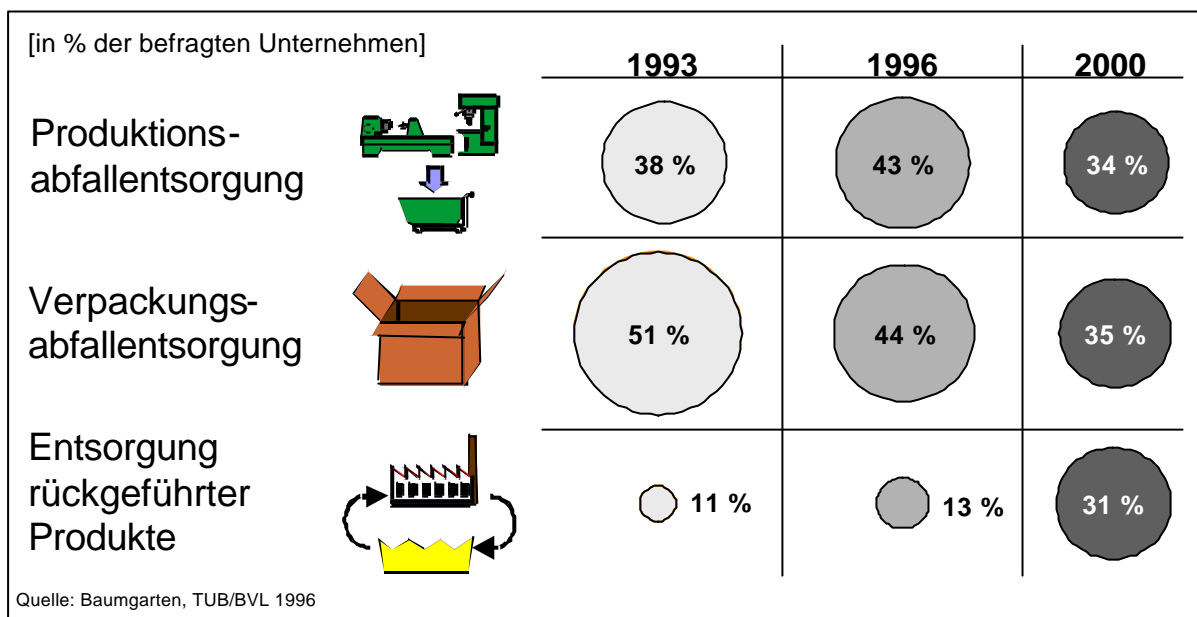 [in % der befragten Unternehmen]
1993 1996 2000
Produktions-
abfallentsorgung
38 % 43 % 34 %
Verpackungs-
abfallentsorgung
51 % 44 % 35 %
Entsorgung
rückgeführter
Produkte
11 % 13 % 31 %
Quelle: Baumgarten, TUB/BVL 1996